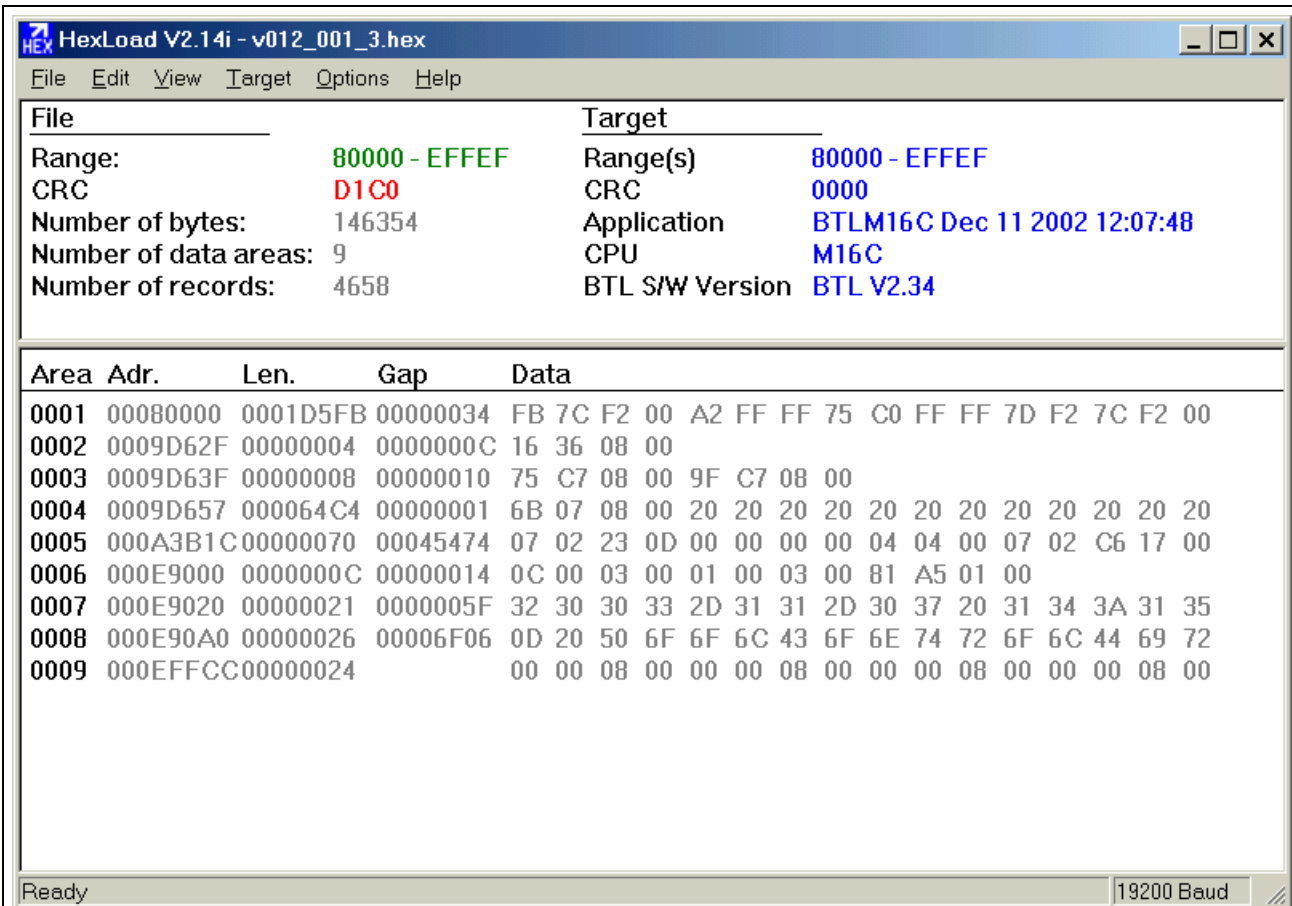 HEX HexLoad V2.14i - v012_001_3.hex
File Edit View Target Options Help
File Target
Range: 80000 - EFFEF Range(s) 80000 - EFFEF
CRC D1C0 CRC 0000
Number of bytes: 146354 Application BTLM16C Dec 11 2002 12:07:48
Number of data areas: 9 CPU M16C
Number of records: 4658 BTL S/W Version BTL V2.34
Area Adr. Len. Gap Data
0001 00080000 0001D5FB 00000034 FB 7C F2 00 A2 FF FF 75 C0 FF FF 7D F2 7C F2 00
0002 0009D62F 00000004 0000000C 16 36 08 00
0003 0009D63F 00000008 00000010 75 C7 08 00 9F C7 08 00
0004 0009D657 000064C4 00000001 6B 07 08 00 20 20 20 20 20 20 20 20 20 20 20 20
0005 000A3B1C 00000070 00045474 07 02 23 0D 00 00 00 00 04 04 00 07 02 C6 17 00
0006 000E9000 0000000C 00000014 0C 00 03 00 01 00 03 00 81 A5 01 00
0007 000E9020 00000021 0000005F 32 30 30 33 2D 31 31 2D 30 37 20 31 34 3A 31 35
0008 000E90A0 00000026 00006F06 0D 20 50 6F 6F 6C 43 6F 6E 74 72 6F 6C 44 69 72
0009 000EFFCC 00000024 00 00 08 00 00 00 08 00 00 00 08 00 00 00 08 00
Ready 19200 Baud